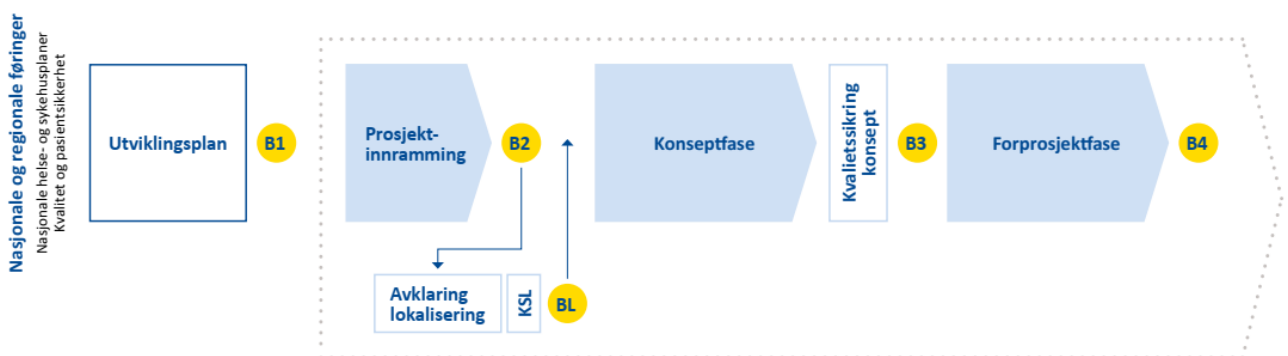 Nasjonale og regionale føringer
Nasjonale helse- og sykehusplaner
Kvalitet og pasientsikkerhet
Utviklingsplan
B1
Prosjekt-
innramming
B2
Avklaring
lokalisering
KSL
BL
Konseptfase
Kvalietssikring
konsept
B3
Forprosjektfase
B4